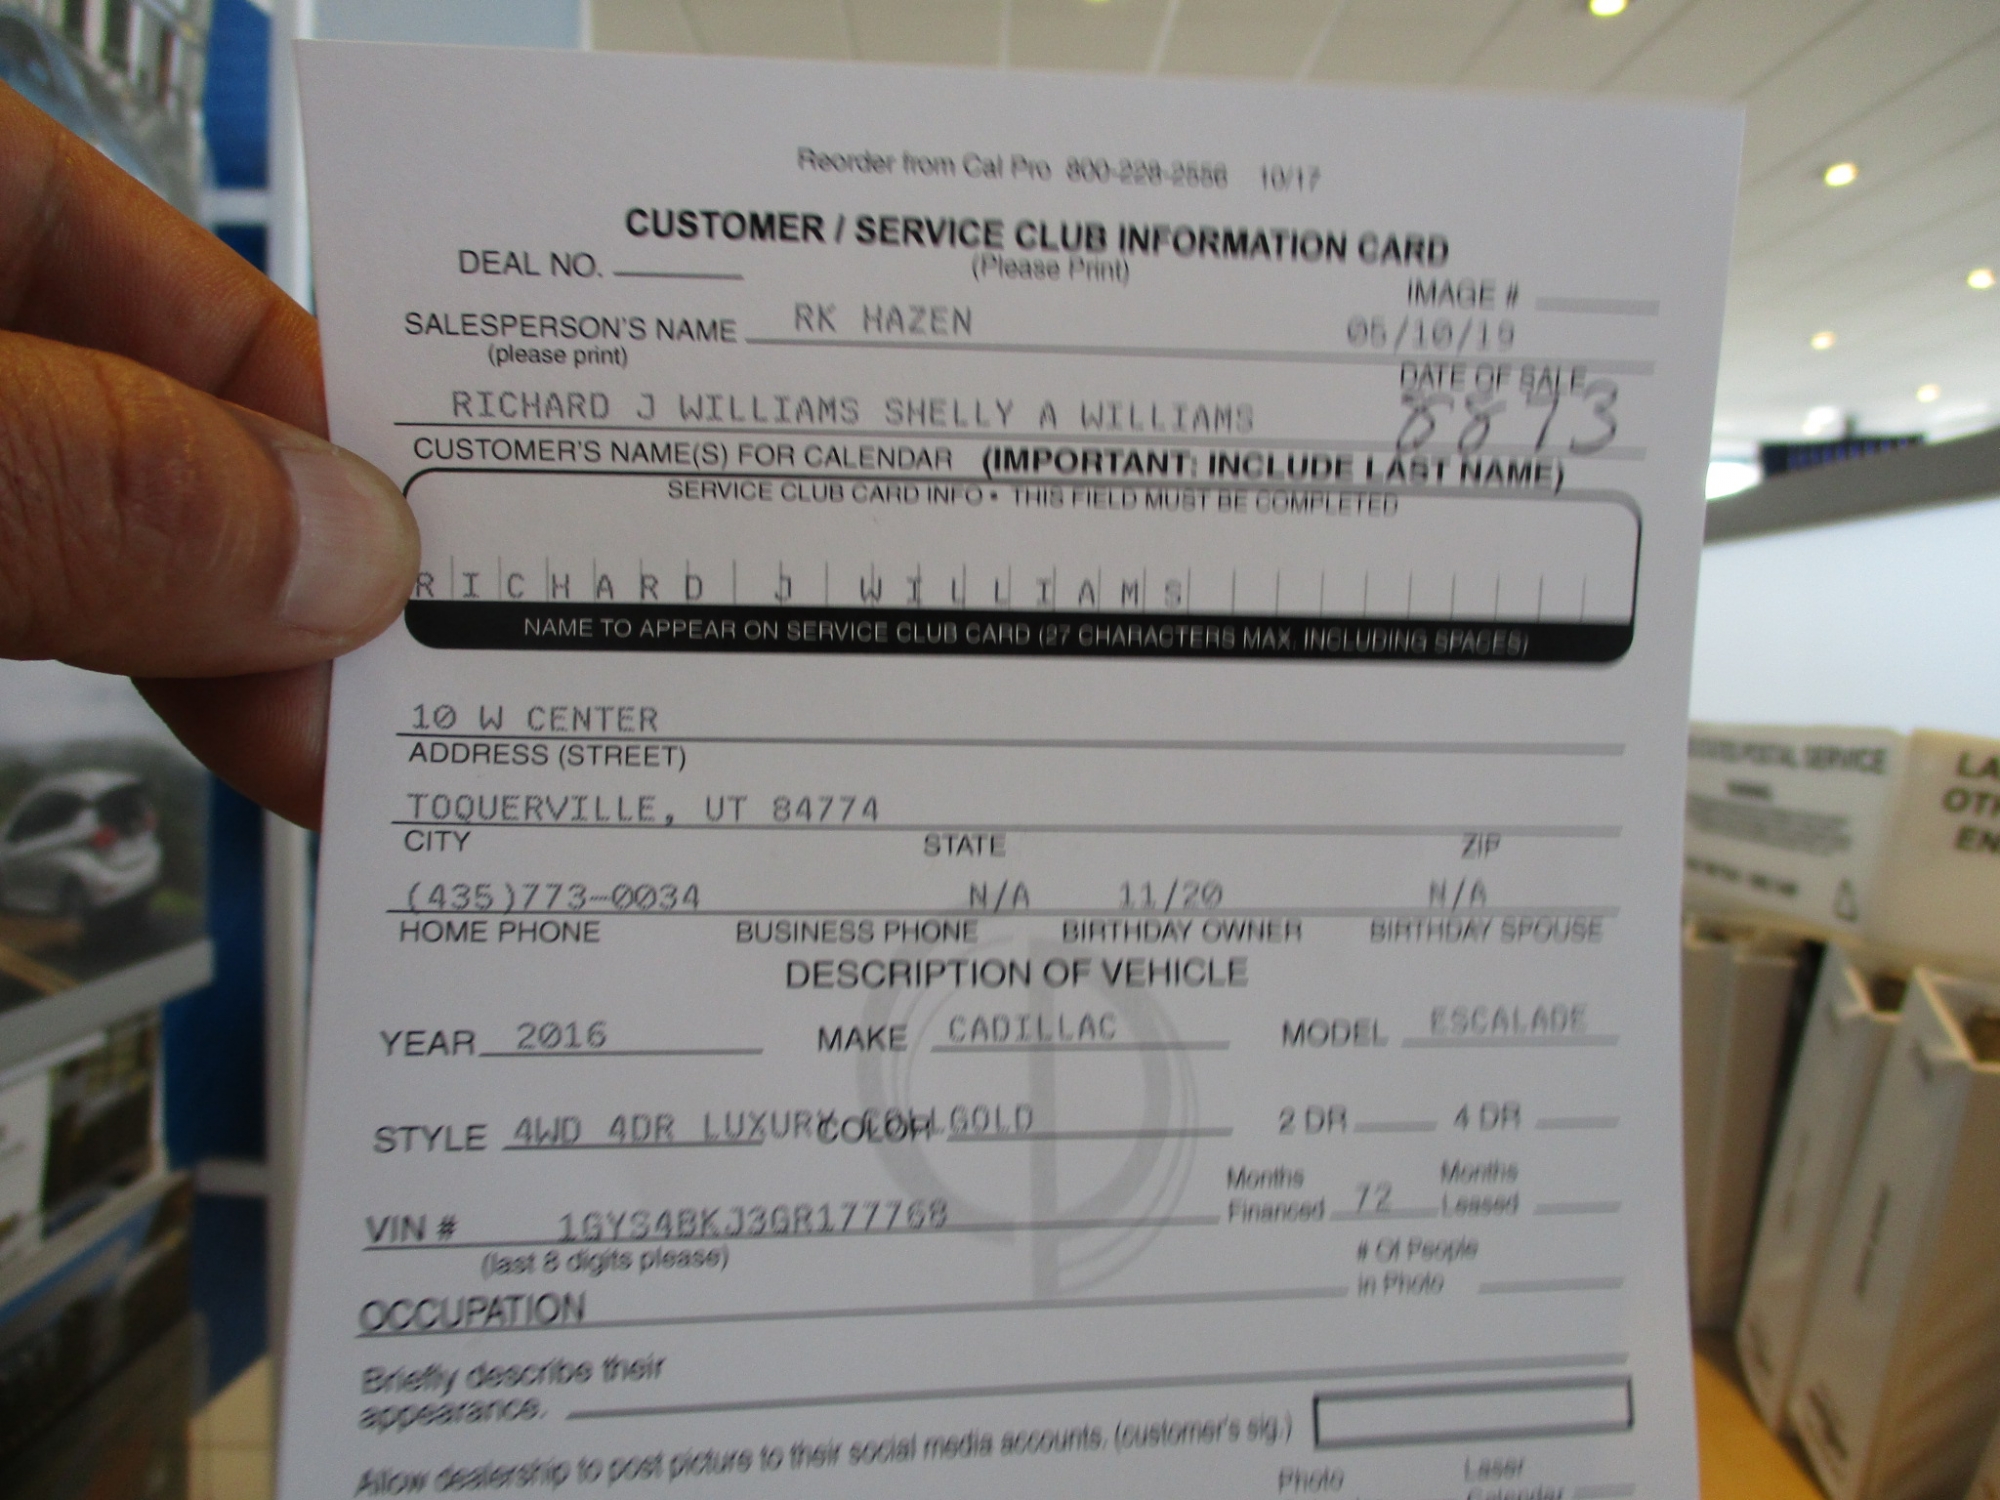 Reorder from Cal Pro 800-228-2556 10/17
CUSTOMER / SERVICE CLUB INFORMATION CARD
DEAL NO.
(Please Print)
IMAGE #
SALESPERSON'S NAME RK HAZEN
05/10/19
(please print)
DATE OF SALE
8873
RICHARD J WILLIAMS SHELLY A WILLIAMS
CUSTOMER'S NAME(S) FOR CALENDAR (IMPORTANT: INCLUDE LAST NAME)
SERVICE CLUB CARD INFO • THIS FIELD MUST BE COMPLETED
RICHARD J WILLIAMS
NAME TO APPEAR ON SERVICE CLUB CARD (27 CHARACTERS MAX. INCLUDING SPACES)
10 W CENTER
ADDRESS (STREET)
TOQUERVILLE, UT 84774
CITY STATE ZIP
(435)773-0034 N/A 11/20 N/A
HOME PHONE BUSINESS PHONE BIRTHDAY OWNER BIRTHDAY SPOUSE
DESCRIPTION OF VEHICLE
YEAR 2016 MAKE CADILLAC MODEL ESCALADE
STYLE 4WD 4DR LUXURY COLL COLOR GOLD 2 DR 4 DR
Months Financed 72 Months Leased
VIN # 1GYS4BKJ3GR177768
(last 8 digits please)
# Of People
in Photo
OCCUPATION
Briefly describe their
appearance.
Allow dealership to post picture to their social media accounts. (customer's sig.)
Photo Laser
Calendar
POSTAL SERVICE